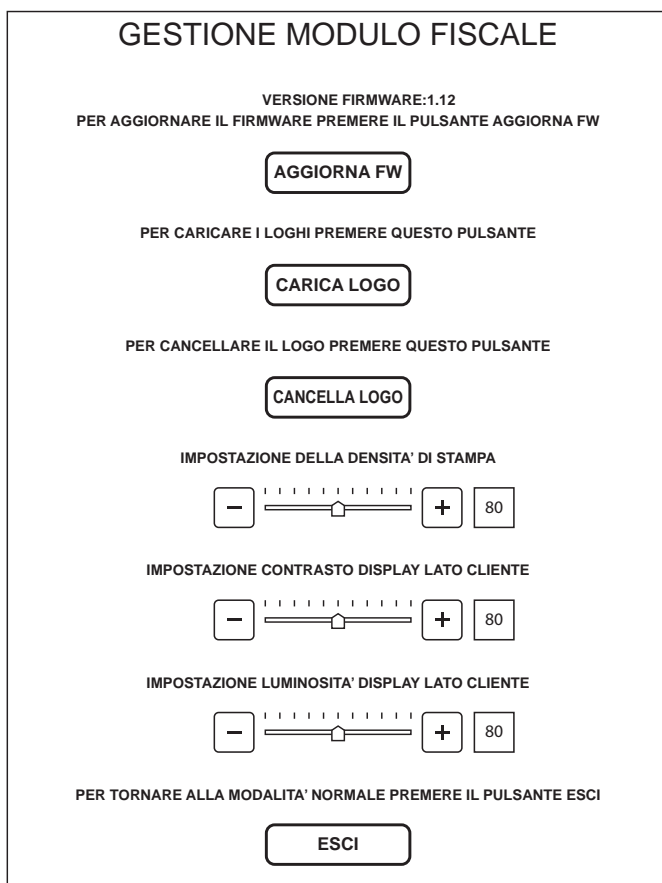 GESTIONE MODULO FISCALE
VERSIONE FIRMWARE:1.12
PER AGGIORNARE IL FIRMWARE PREMERE IL PULSANTE AGGIORNA FW
AGGIORNA FW
PER CARICARE I LOGHI PREMERE QUESTO PULSANTE
CARICA LOGO
PER CANCELLARE IL LOGO PREMERE QUESTO PULSANTE
CANCELLA LOGO
IMPOSTAZIONE DELLA DENSITA' DI STAMPA
− + 80
IMPOSTAZIONE CONTRASTO DISPLAY LATO CLIENTE
− + 80
IMPOSTAZIONE LUMINOSITA' DISPLAY LATO CLIENTE
− + 80
PER TORNARE ALLA MODALITA' NORMALE PREMERE IL PULSANTE ESCI
ESCI